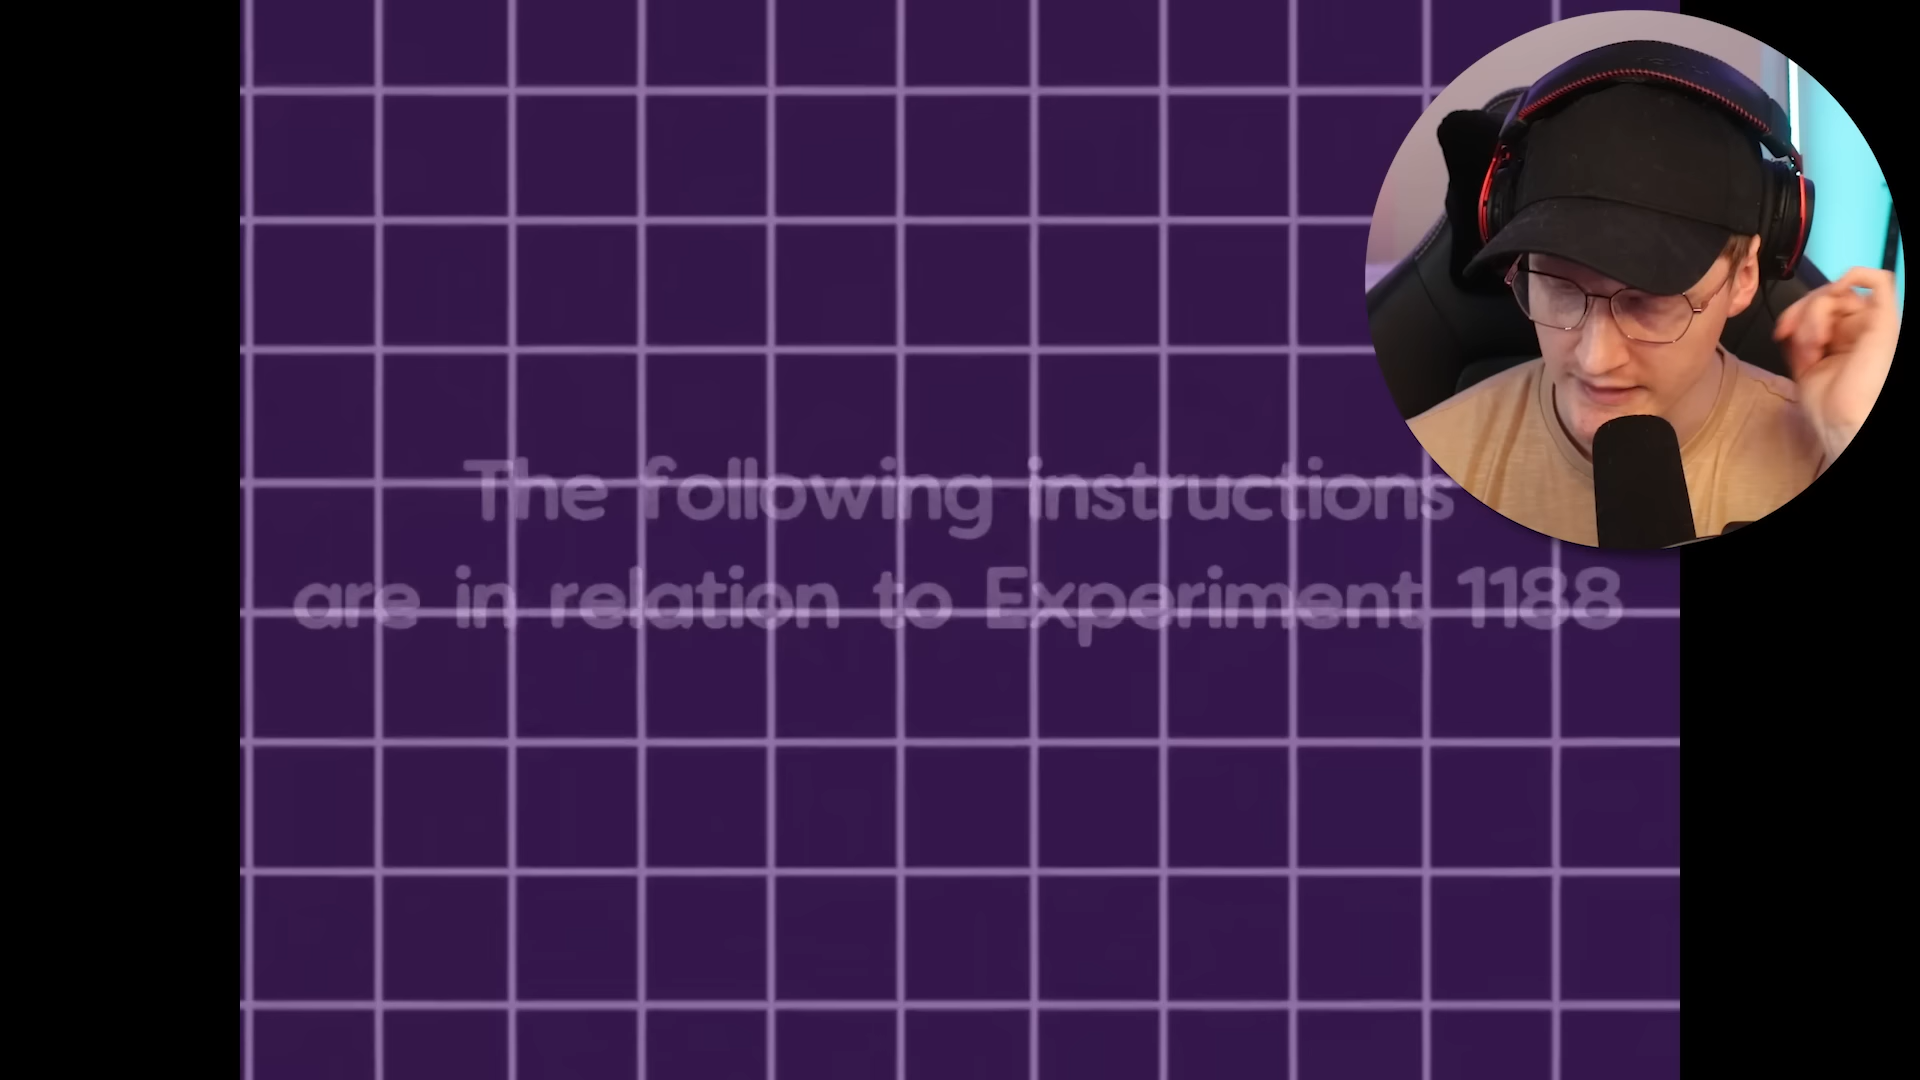 The following instructions
are in relation to Experiment 1188